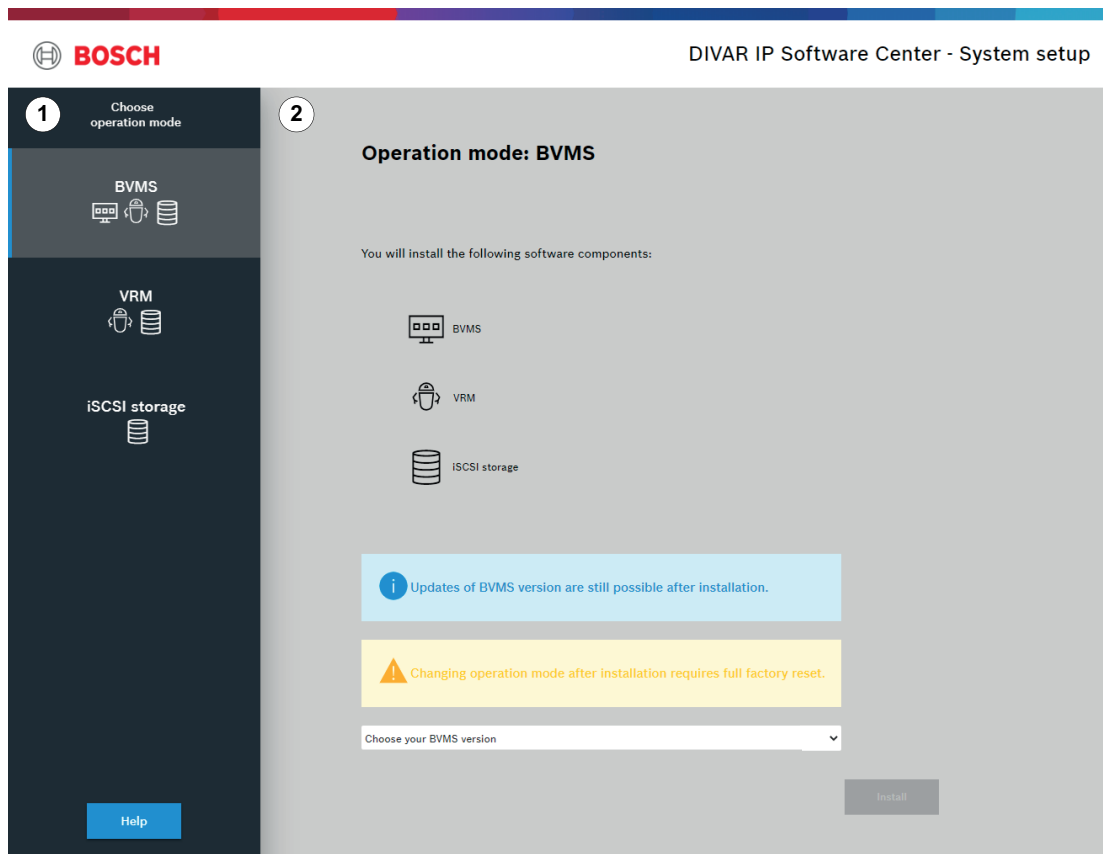 BOSCH
DIVAR IP Software Center - System setup
1
Choose
operation mode
BVMS
VRM
iSCSI storage
Help
2
Operation mode: BVMS
You will install the following software components:
BVMS
VRM
iSCSI storage
Updates of BVMS version are still possible after installation.
Changing operation mode after installation requires full factory reset.
Choose your BVMS version
Install